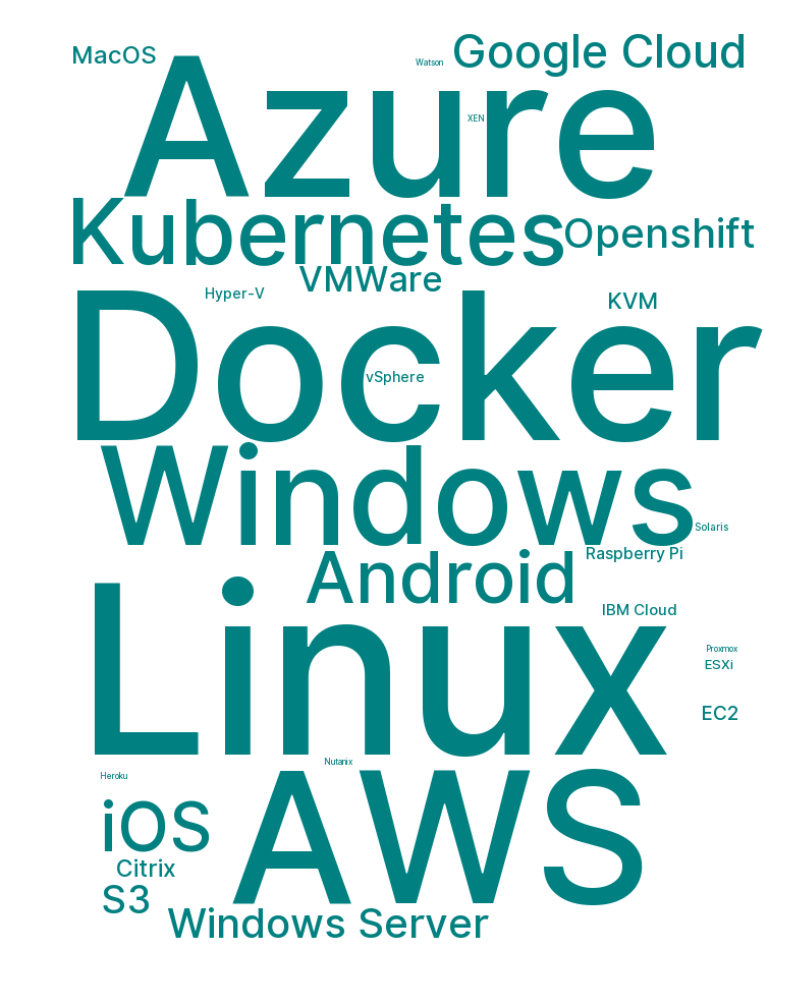 MacOS
Watson
Google Cloud
Azure
XEN
Kubernetes
Openshift
VMWare
Hyper-V
KVM
Docker
vSphere
Windows
Solaris
Android
Raspberry Pi
IBM Cloud
Linux
Proxmox
ESXi
EC2
Nutanix
Heroku
AWS
iOS
Citrix
S3
Windows Server